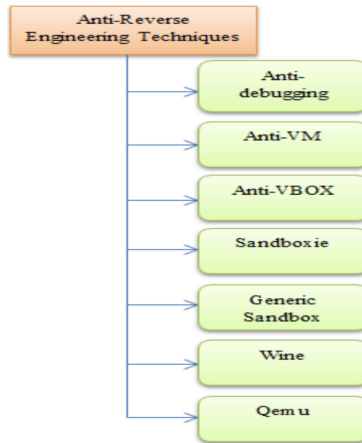 Anti-Reverse
Engineering Techniques
Anti-
debugging
Anti-VM
Anti-VBOX
Sandboxie
Generic
Sandbox
Wine
Qemu